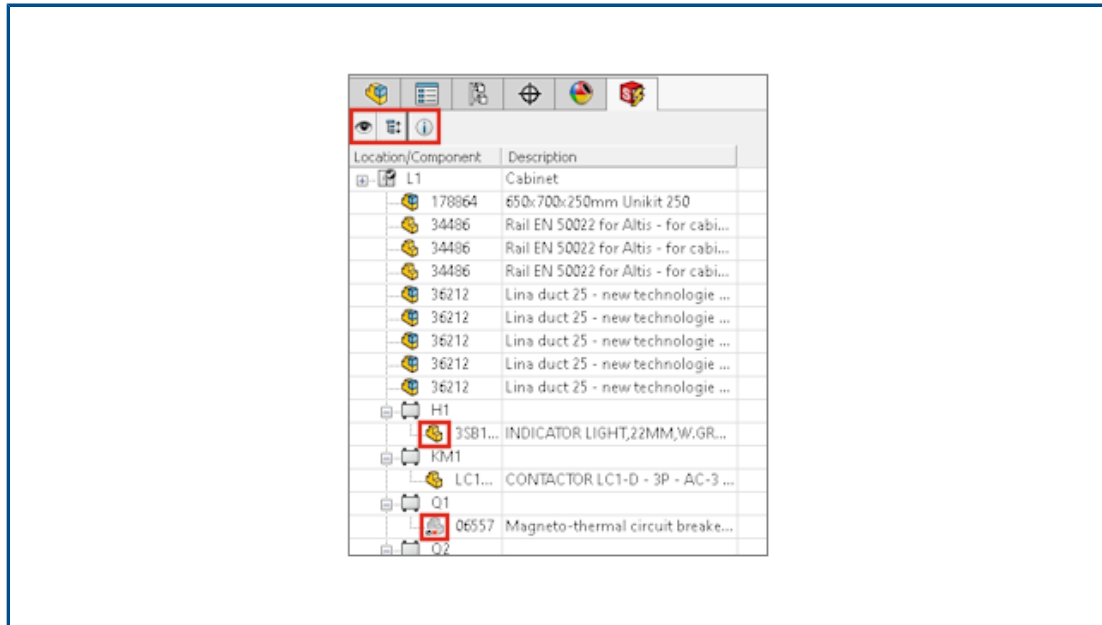 Location/Component Description
L1 Cabinet
178864 650x700x250mm Unikit 250
34486 Rail EN 50022 for Altis - for cabi...
34486 Rail EN 50022 for Altis - for cabi...
34486 Rail EN 50022 for Altis - for cabi...
36212 Lina duct 25 - new technologie ...
36212 Lina duct 25 - new technologie ...
36212 Lina duct 25 - new technologie ...
36212 Lina duct 25 - new technologie ...
36212 Lina duct 25 - new technologie ...
H1
3SB1... INDICATOR LIGHT,22MM,W.GR...
KM1
LC1... CONTACTOR LC1-D - 3P - AC-3 ...
Q1
06557 Magneto-thermal circuit breake...
Q2